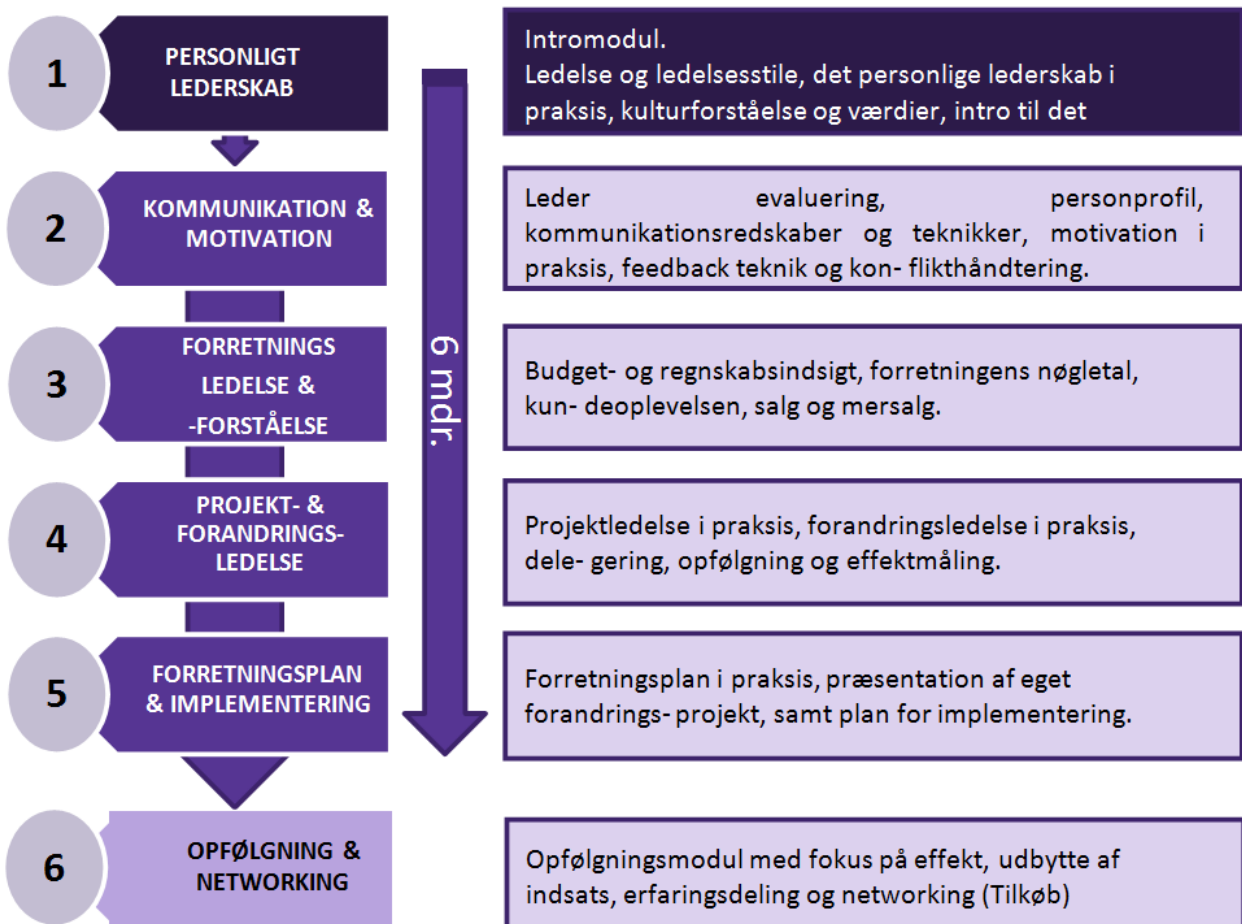 1
PERSONLIGT
LEDERSKAB
Intromodul.
Ledelse og ledelsesstile, det personlige lederskab i
praksis, kulturforståelse og værdier, intro til det
2
KOMMUNIKATION &
MOTIVATION
Leder evaluering, personprofil,
kommunikationsredskaber og teknikker, motivation i
praksis, feedback teknik og kon- flikthåndtering.
3
FORRETNINGS
LEDELSE &
-FORSTÅELSE
Budget- og regnskabsindsigt, forretningens nøgletal,
kun- deoplevelsen, salg og mersalg.
6 mdr.
4
PROJEKT- &
FORANDRINGS-
LEDELSE
Projektledelse i praksis, forandringsledelse i praksis,
dele- gering, opfølgning og effektmåling.
5
FORRETNINGSPLAN
& IMPLEMENTERING
Forretningsplan i praksis, præsentation af eget
forandrings- projekt, samt plan for implementering.
6
OPFØLGNING &
NETWORKING
Opfølgningsmodul med fokus på effekt, udbytte af
indsats, erfaringsdeling og networking (Tilkøb)